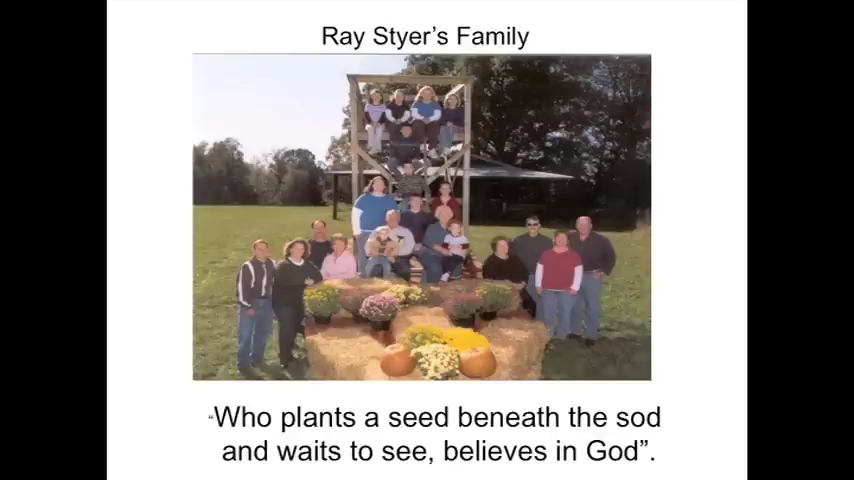 Ray Styer’s Family
“Who plants a seed beneath the sod
and waits to see, believes in God”.